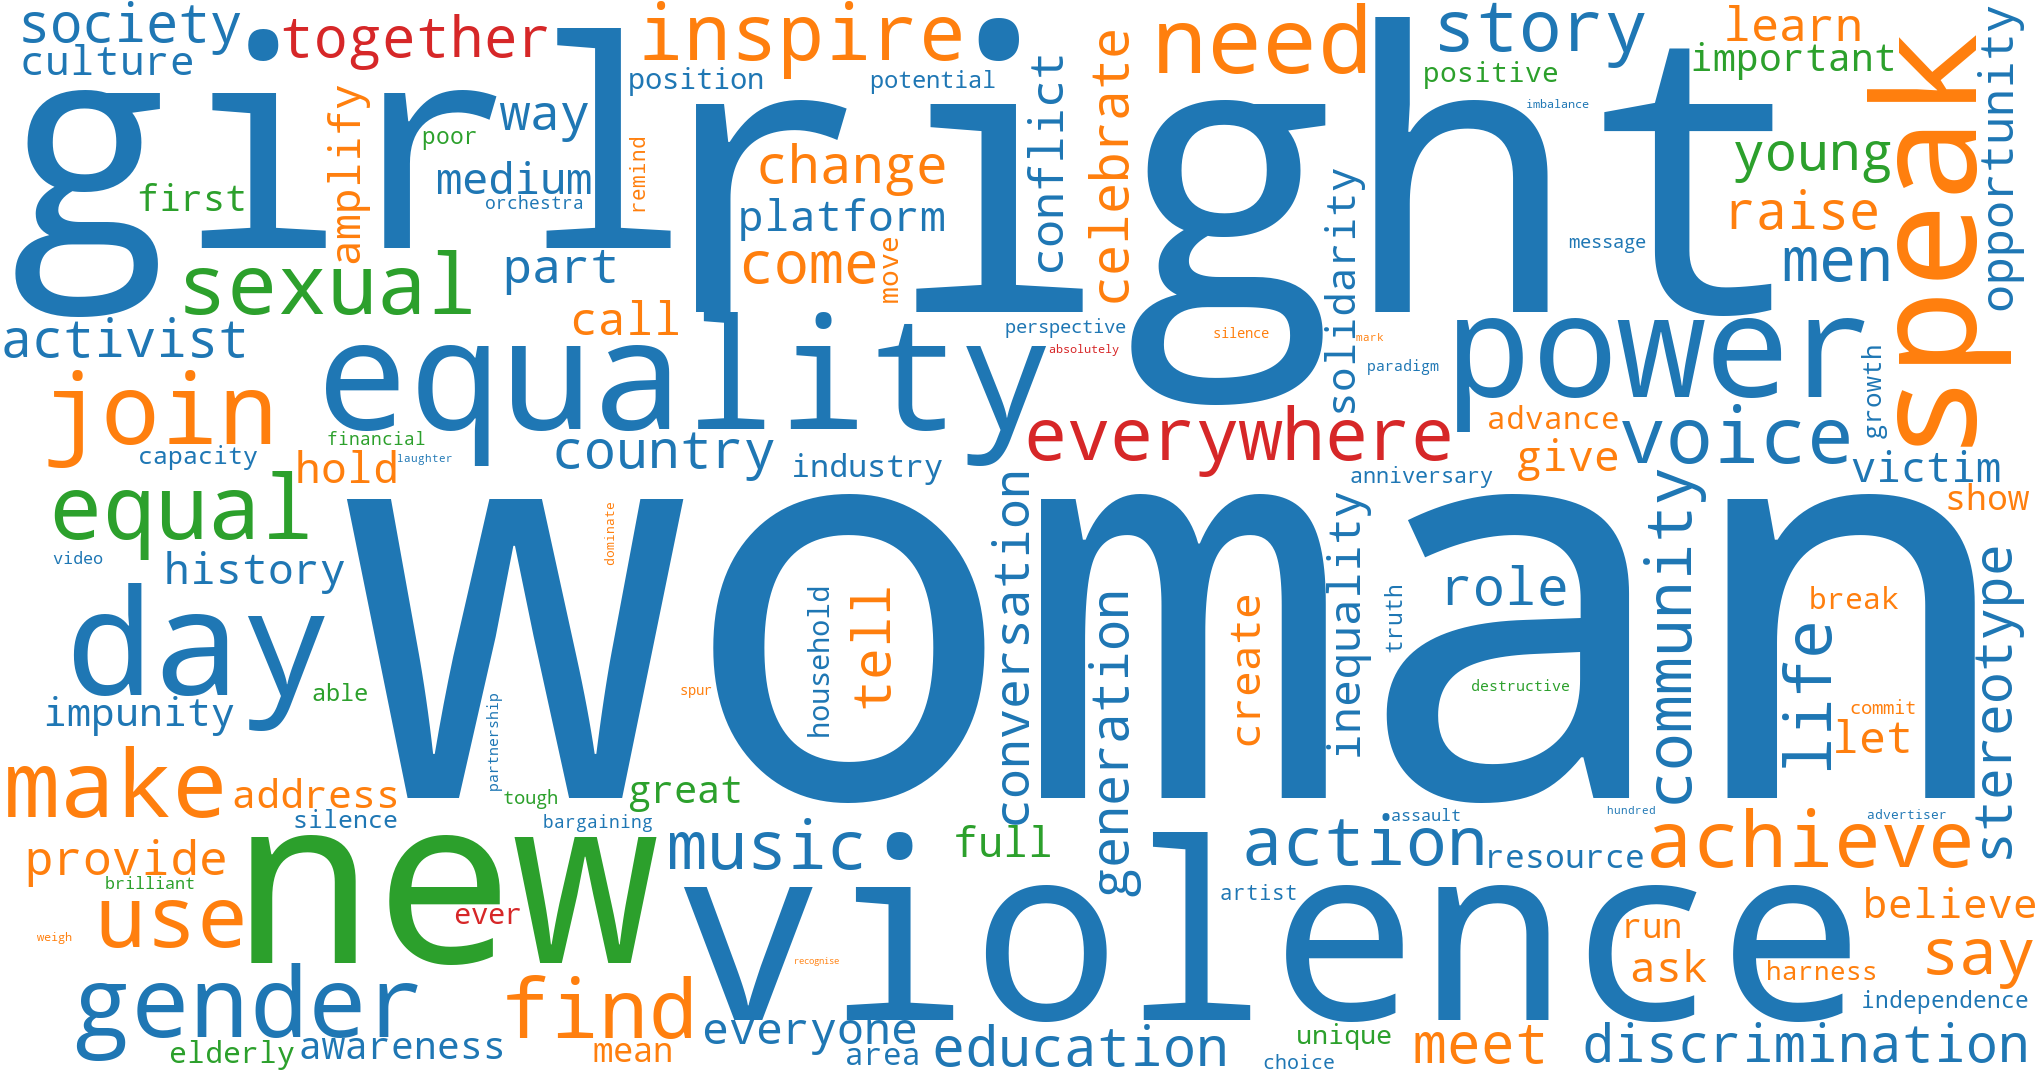 society
together
inspire
need
story
learn
culture
position
potential
positive
important
girl
right
imbalance
speak
opportunity
amplify
way
poor
remind
change
conflict
celebrate
young
first
medium
orchestra
platform
solidarity
raise
message
men
sexual
part
come
move
activist
call
perspective
absolutely
silence
mark
paradigm
power
growth
equality
join
everywhere
advance
voice
financial
laughter
capacity
hold
country
industry
give
anniversary
victim
equal
show
video
history
dominate
woman
conversation
inequality
community
stereotype
day
household
tell
generation
create
truth
role
break
life
impunity
able
partnership
spur
destructive
commit
let
make
address
tough
great
silence
bargaining
assault
hundred
advertiser
new
music
full
action
resource
achieve
provide
brilliant
violence
artist
use
ever
believe
weigh
recognise
run
ask
say
harness
gender
find
independence
everyone
elderly
awareness
mean
area
education
unique
choice
meet
discrimination